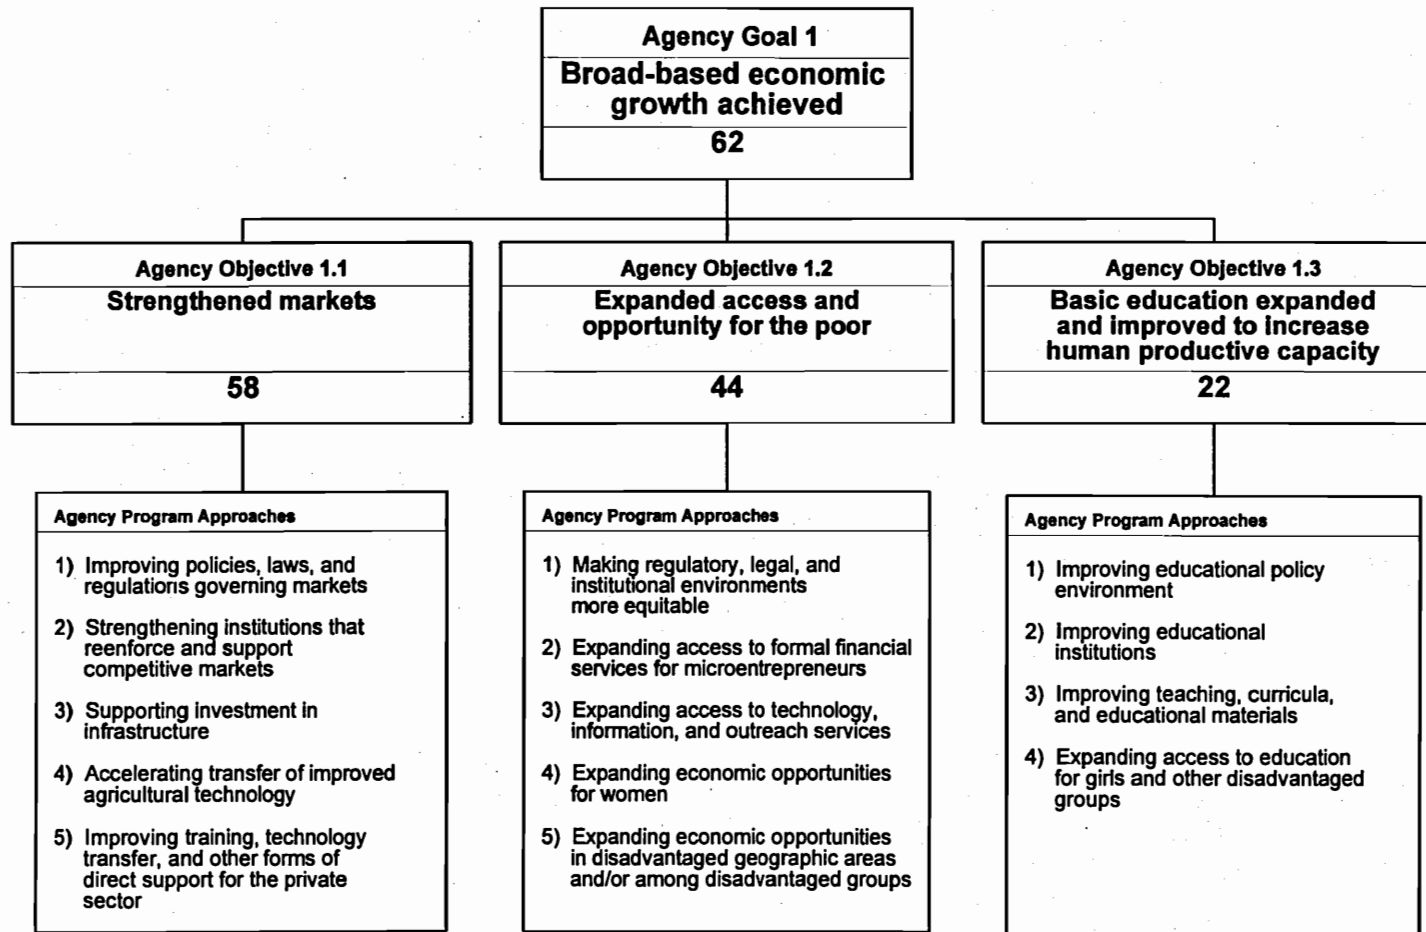 Agency Goal 1
Broad-based economic
growth achieved
62
Agency Objective 1.1
Strengthened markets
58
Agency Objective 1.2
Expanded access and
opportunity for the poor
44
Agency Objective 1.3
Basic education expanded
and improved to increase
human productive capacity
22
Agency Program Approaches
1) Improving policies, laws, and
regulations governing markets
2) Strengthening institutions that
reenforce and support
competitive markets
3) Supporting investment in
infrastructure
4) Accelerating transfer of improved
agricultural technology
5) Improving training, technology
transfer, and other forms of
direct support for the private
sector
Agency Program Approaches
1) Making regulatory, legal, and
institutional environments
more equitable
2) Expanding access to formal financial
services for microentrepreneurs
3) Expanding access to technology,
information, and outreach services
4) Expanding economic opportunities
for women
5) Expanding economic opportunities
in disadvantaged geographic areas
and/or among disadvantaged groups
Agency Program Approaches
1) Improving educational policy
environment
2) Improving educational
institutions
3) Improving teaching, curricula,
and educational materials
4) Expanding access to education
for girls and other disadvantaged
groups